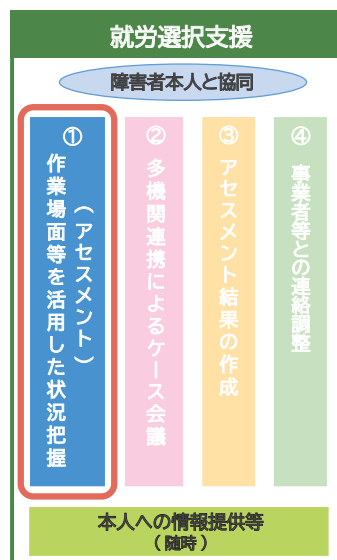 就労選択支援
障害者本人と協同
①
作業場面等を活用した状況把握
（アセスメント）
②
多機関連携によるケース会議
③
アセスメント結果の作成
④
事業者等との連絡調整
本人への情報提供等
（随時）